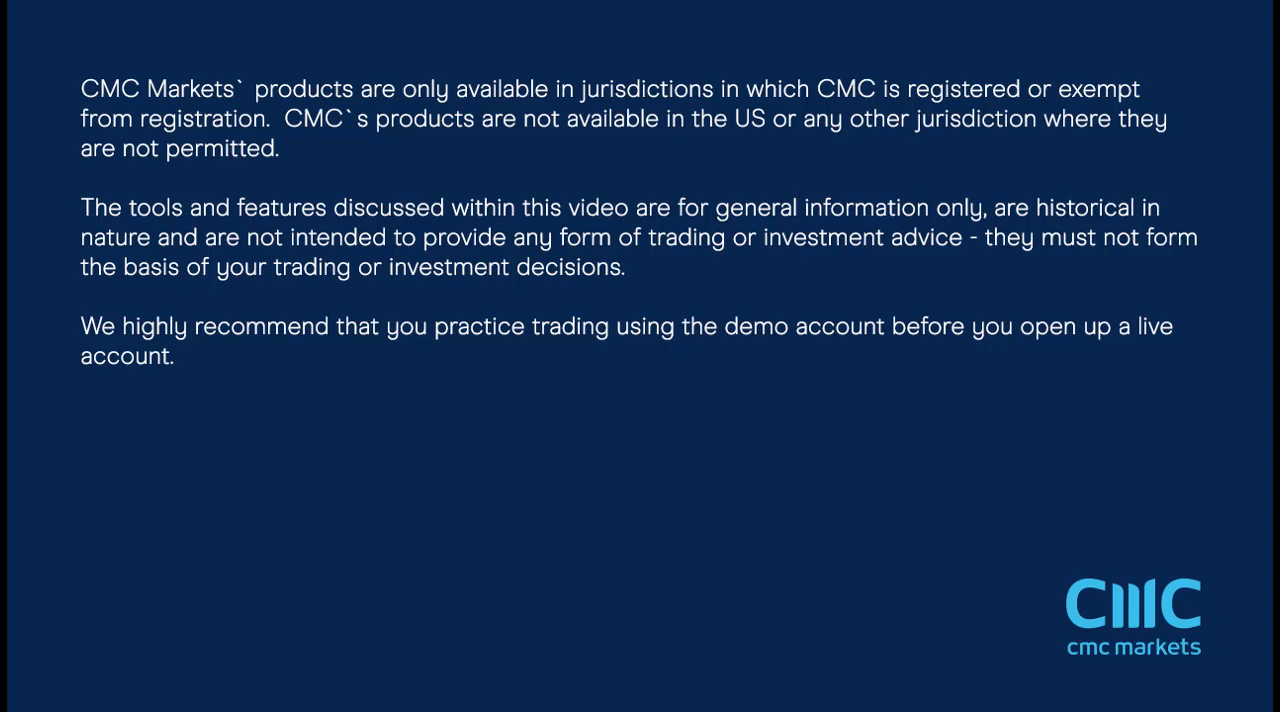 CMC Markets` products are only available in jurisdictions in which CMC is registered or exempt
from registration.  CMC`s products are not available in the US or any other jurisdiction where they
are not permitted.
The tools and features discussed within this video are for general information only, are historical in
nature and are not intended to provide any form of trading or investment advice - they must not form
the basis of your trading or investment decisions.
We highly recommend that you practice trading using the demo account before you open up a live
account.
CMC
cmc markets